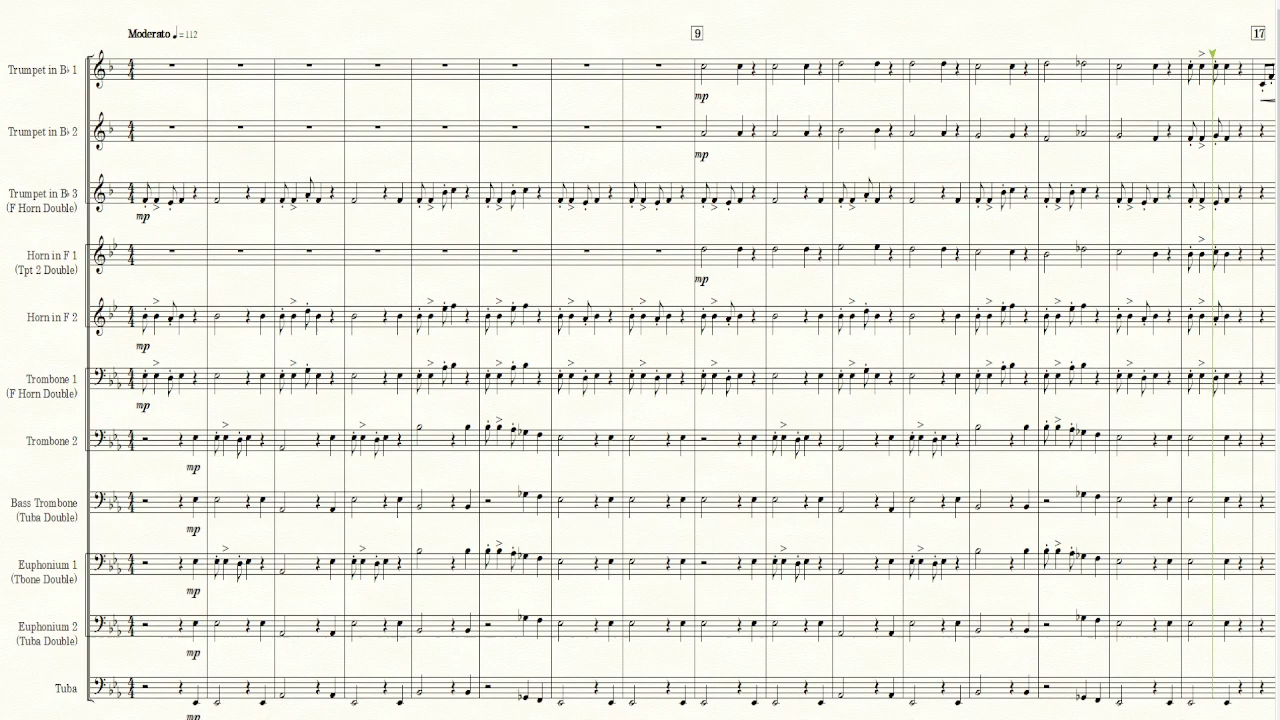 Moderato ♩ = 112
9
17
Trumpet in B♭ 1
mp
Trumpet in B♭ 2
mp
Trumpet in B♭ 3
(F Horn Double)
mp
Horn in F 1
(Tpt 2 Double)
mp
Horn in F 2
mp
Trombone 1
(F Horn Double)
mp
Trombone 2
mp
Bass Trombone
(Tuba Double)
mp
Euphonium 1
(Tbone Double)
mp
Euphonium 2
(Tuba Double)
mp
Tuba
mp